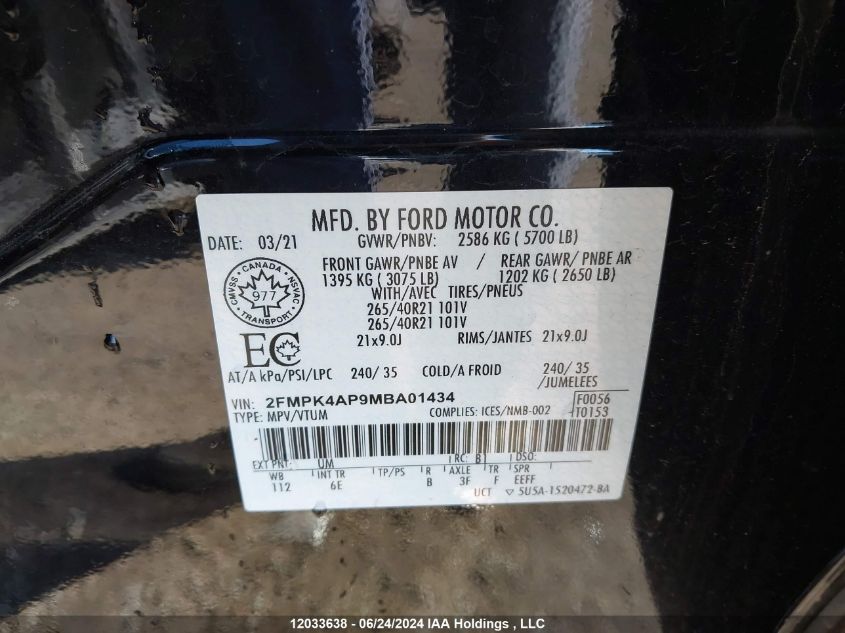 MFD. BY FORD MOTOR CO.
DATE: 03/21 GVWR/PNBV: 2586 KG ( 5700 LB)
FRONT GAWR/PNBE AV / REAR GAWR/ PNBE AR
1395 KG ( 3075 LB) 1202 KG ( 2650 LB)
WITH/AVEC TIRES/PNEUS
265/40R21 101V
265/40R21 101V
21x9.0J RIMS/JANTES 21x9.0J
CANADA
CMVSS NSVAC
977
TRANSPORT
EC
AT/A kPa/PSI/LPC 240/ 35 COLD/A FROID 240/ 35
/JUMELEES
VIN: 2FMPK4AP9MBA01434 F0056
TYPE: MPV/VTUM COMPLIES: ICES/NMB-002 T0153
EXT PNT: UM RC: B DSO:
WB INT TR TP/PS R AXLE TR SPR
112 6E B 3F F EEFF
UCT 5U5A-1520472-BA
12033638 - 06/24/2024 IAA Holdings , LLC